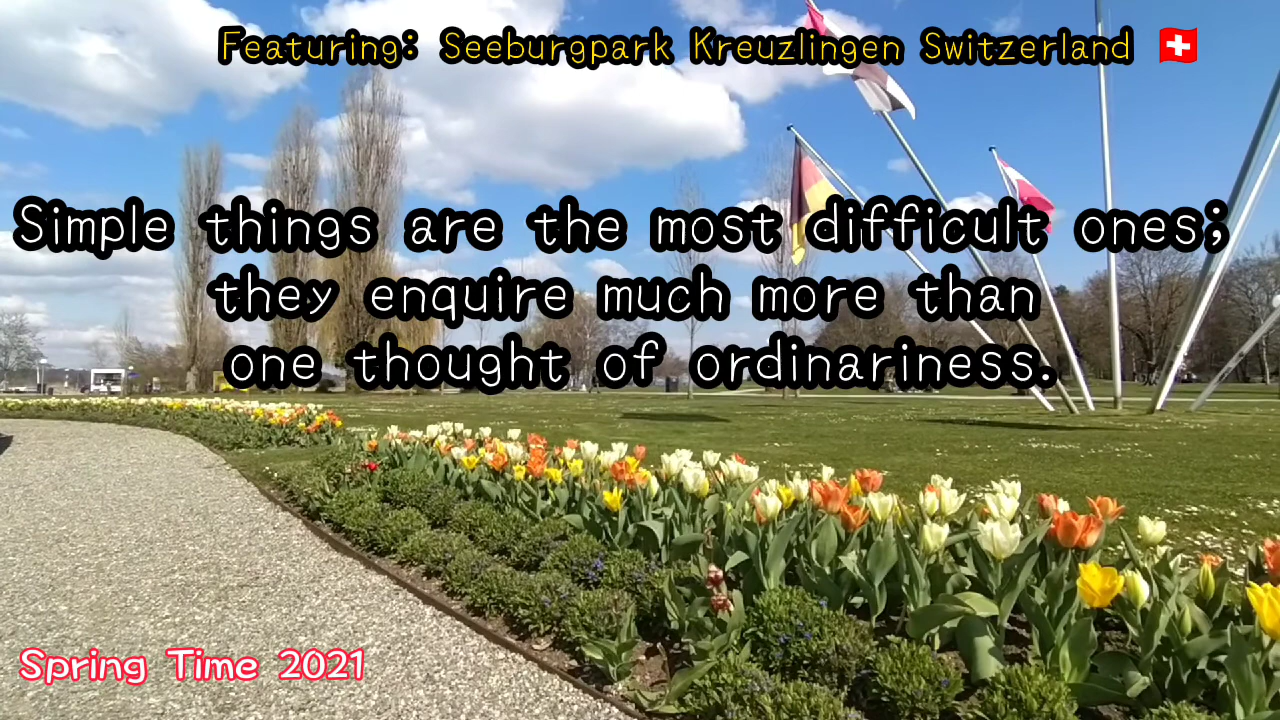 Featuring: Seeburgpark Kreuzlingen Switzerland 🇨🇭
Simple things are the most difficult ones;
they enquire much more than
one thought of ordinariness.
Spring Time 2021